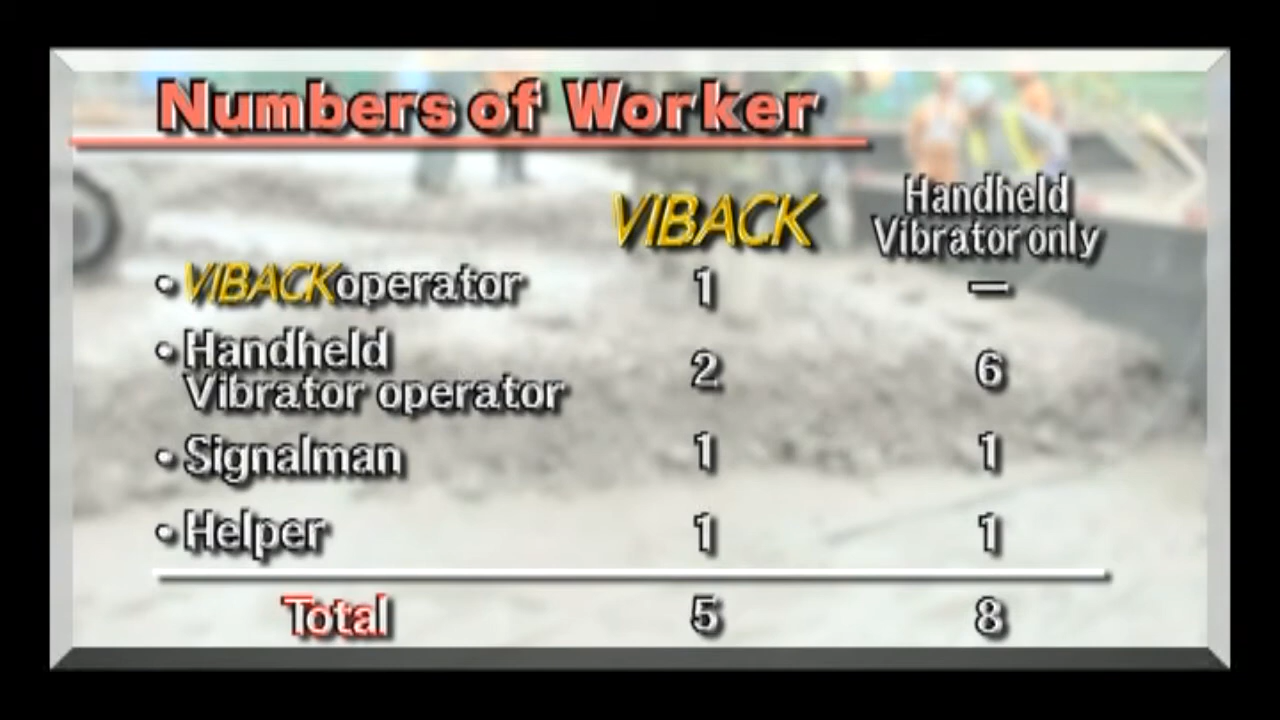 Numbers of Worker
VIBACK
Handheld
Vibrator only
• VIBACK operator 1 —
• Handheld
Vibrator operator 2 6
• Signalman 1 1
• Helper 1 1
Total 5 8